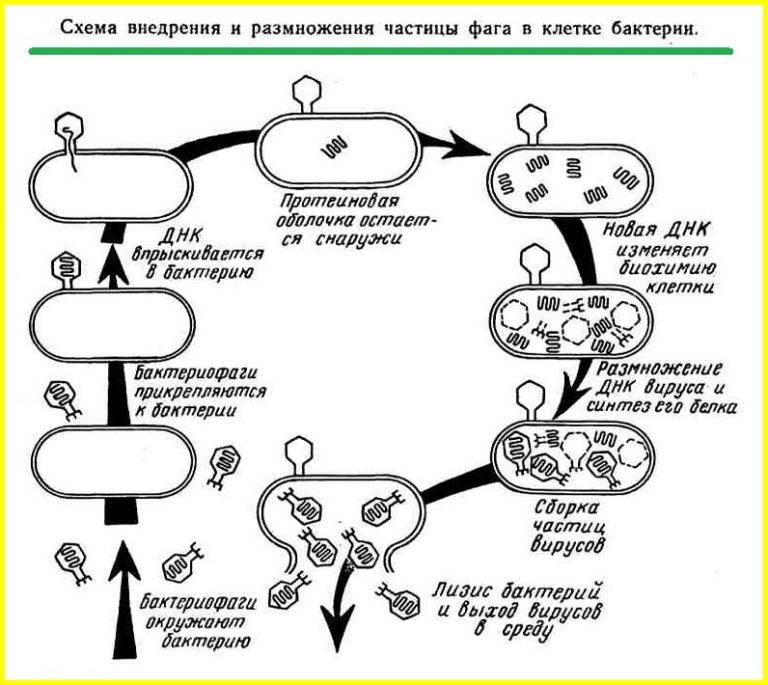 Схема внедрения и размножения частицы фага в клетке бактерии.
Протеиновая
оболочка остает-
ся снаружи
ДНК
впрыскивается
в бактерию
Новая ДНК
изменяет
биохимию
клетки
Бактериофаги
прикрепляются
к бактерии
Размножение
ДНК вируса и
синтез его белка
Сборка
частиц
вирусов
Бактериофаги
окружают
бактерию
Лизис бактерий
и выход вирусов
в среду